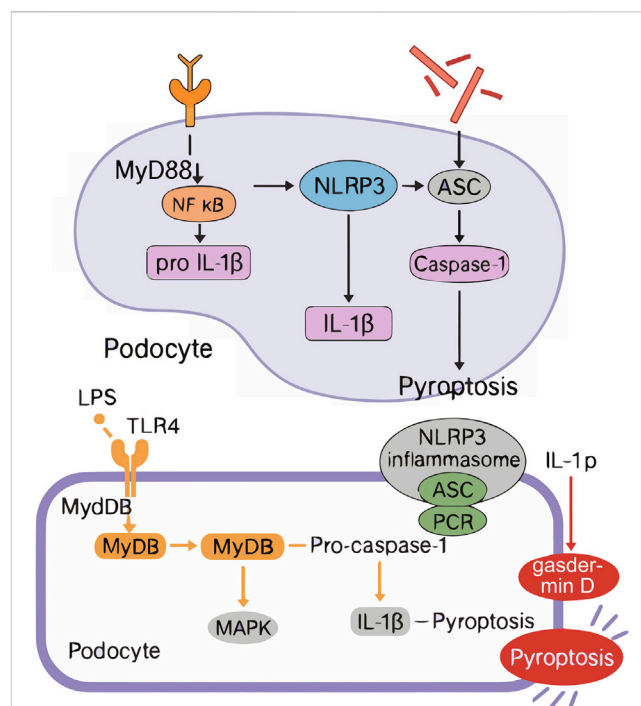 MyD88
NF κB
pro IL-1β
NLRP3
ASC
Caspase-1
IL-1β
Podocyte
Pyroptosis
LPS
TLR4
MydDB
MyDB
MyDB
MAPK
Pro-caspase-1
IL-1β
Pyroptosis
NLRP3
inflammasome
ASC
PCR
IL-1p
gasder-
min D
Pyroptosis
Podocyte